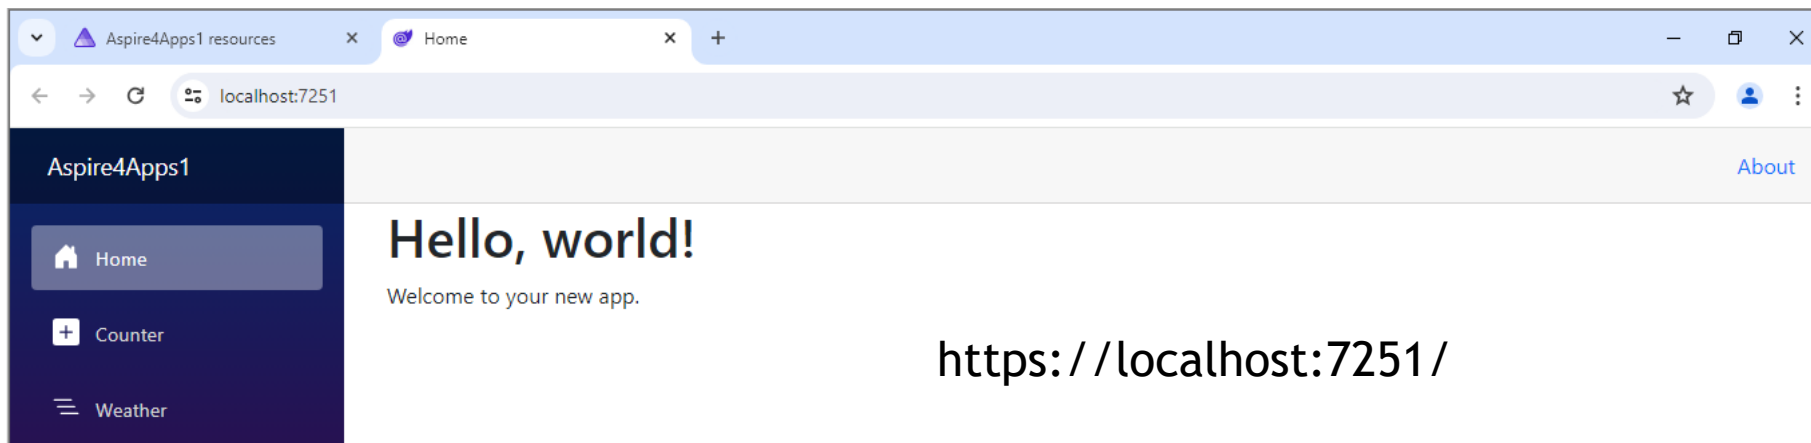 Aspire4Apps1 resources
Home
localhost:7251
Aspire4Apps1
About
Home
Counter
Weather
Hello, world!
Welcome to your new app.
https://localhost:7251/